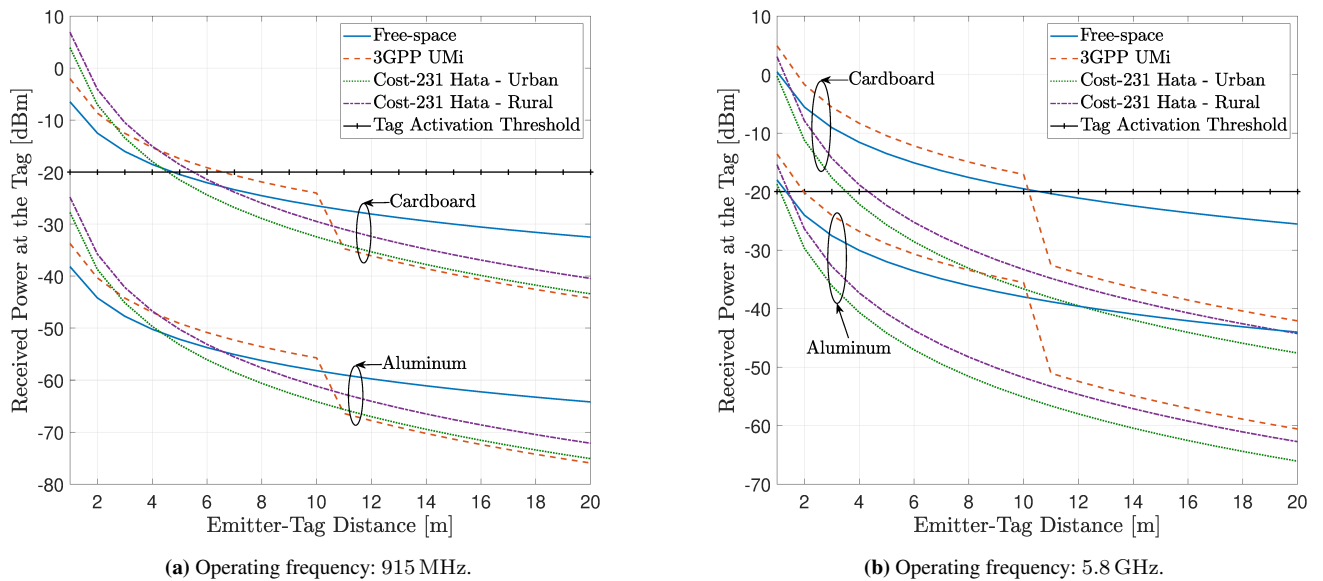 Received Power at the Tag [dBm]
10
0
-10
-20
-30
-40
-50
-60
-70
-80
Free-space
3GPP UMi
Cost-231 Hata - Urban
Cost-231 Hata - Rural
Tag Activation Threshold
Cardboard
Aluminum
2 4 6 8 10 12 14 16 18 20
Emitter-Tag Distance [m]
(a) Operating frequency: 915 MHz.
Received Power at the Tag [dBm]
10
0
-10
-20
-30
-40
-50
-60
-70
Free-space
3GPP UMi
Cost-231 Hata - Urban
Cost-231 Hata - Rural
Tag Activation Threshold
Cardboard
Aluminum
2 4 6 8 10 12 14 16 18 20
Emitter-Tag Distance [m]
(b) Operating frequency: 5.8 GHz.